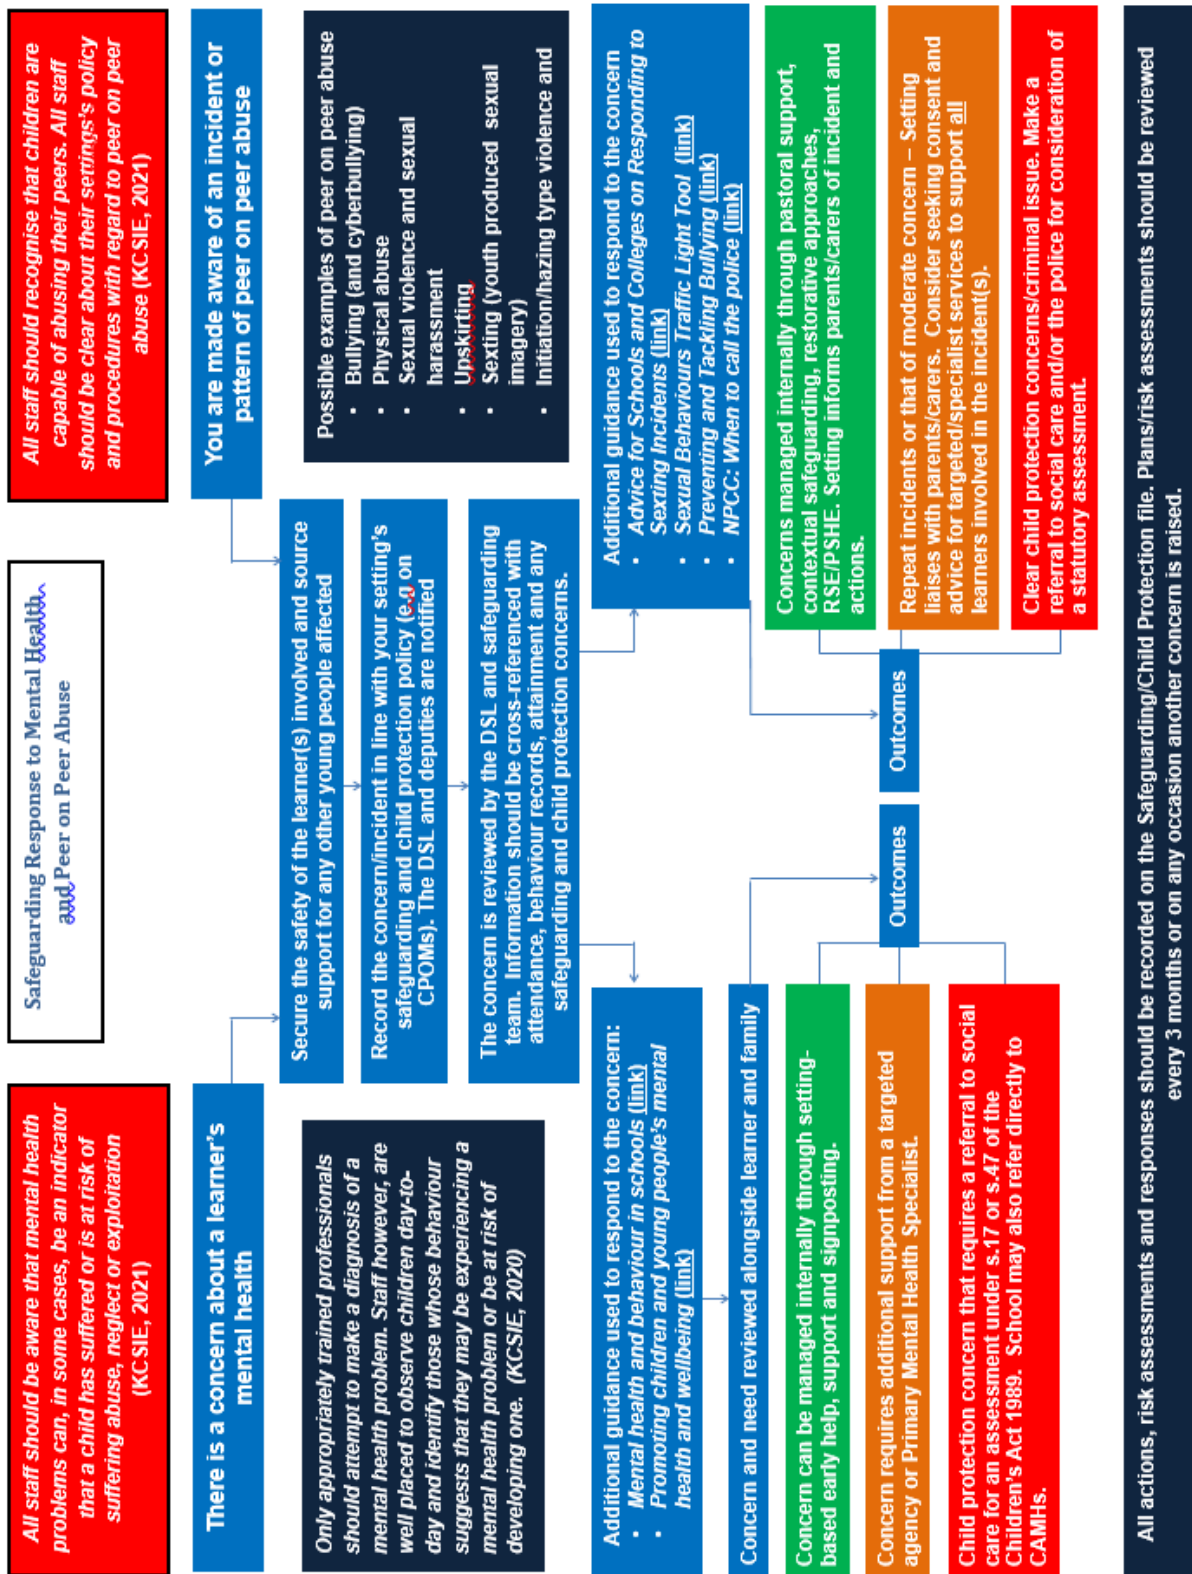 All staff should be aware that mental health
problems can, in some cases, be an indicator
that a child has suffered or is at risk of
suffering abuse, neglect or exploitation
(KCSIE, 2021)
Safeguarding Response to Mental Health
and Peer on Peer Abuse
All staff should recognise that children are
capable of abusing their peers. All staff
should be clear about their settings's policy
and procedures with regard to peer on peer
abuse (KCSIE, 2021)
There is a concern about a learner's
mental health
You are made aware of an incident or
pattern of peer on peer abuse
Secure the safety of the learner(s) involved and source
support for any other young people affected
Record the concern/incident in line with your setting's
safeguarding and child protection policy (e.g on
CPOMs). The DSL and deputies are notified
The concern is reviewed by the DSL and safeguarding
team. Information should be cross-referenced with
attendance, behaviour records, attainment and any
safeguarding and child protection concerns.
Only appropriately trained professionals
should attempt to make a diagnosis of a
mental health problem. Staff however, are
well placed to observe children day-to-
day and identify those whose behaviour
suggests that they may be experiencing a
mental health problem or be at risk of
developing one. (KCSIE, 2020)
Possible examples of peer on peer abuse
• Bullying (and cyberbullying)
• Physical abuse
• Sexual violence and sexual
harassment
• Upskirting
• Sexting (youth produced sexual
imagery)
• Initiation/hazing type violence and
Additional guidance used to respond to the concern:
• Mental health and behaviour in schools (link)
• Promoting children and young people's mental
health and wellbeing (link)
Additional guidance used to respond to the concern
• Advice for Schools and Colleges on Responding to
Sexting Incidents (link)
• Sexual Behaviours Traffic Light Tool (link)
• Preventing and Tackling Bullying (link)
• NPCC: When to call the police (link)
Concern and need reviewed alongside learner and family
Outcomes
Outcomes
Concern can be managed internally through setting-
based early help, support and signposting.
Concern requires additional support from a targeted
agency or Primary Mental Health Specialist.
Child protection concern that requires a referral to social
care for an assessment under s.17 or s.47 of the
Children's Act 1989. School may also refer directly to
CAMHs.
Concerns managed internally through pastoral support,
contextual safeguarding, restorative approaches,
RSE/PSHE. Setting informs parents/carers of incident and
actions.
Repeat incidents or that of moderate concern – Setting
liaises with parents/carers. Consider seeking consent and
advice for targeted/specialist services to support all
learners involved in the incident(s).
Clear child protection concerns/criminal issue. Make a
referral to social care and/or the police for consideration of
a statutory assessment.
All actions, risk assessments and responses should be recorded on the Safeguarding/Child Protection file. Plans/risk assessments should be reviewed
every 3 months or on any occasion another concern is raised.